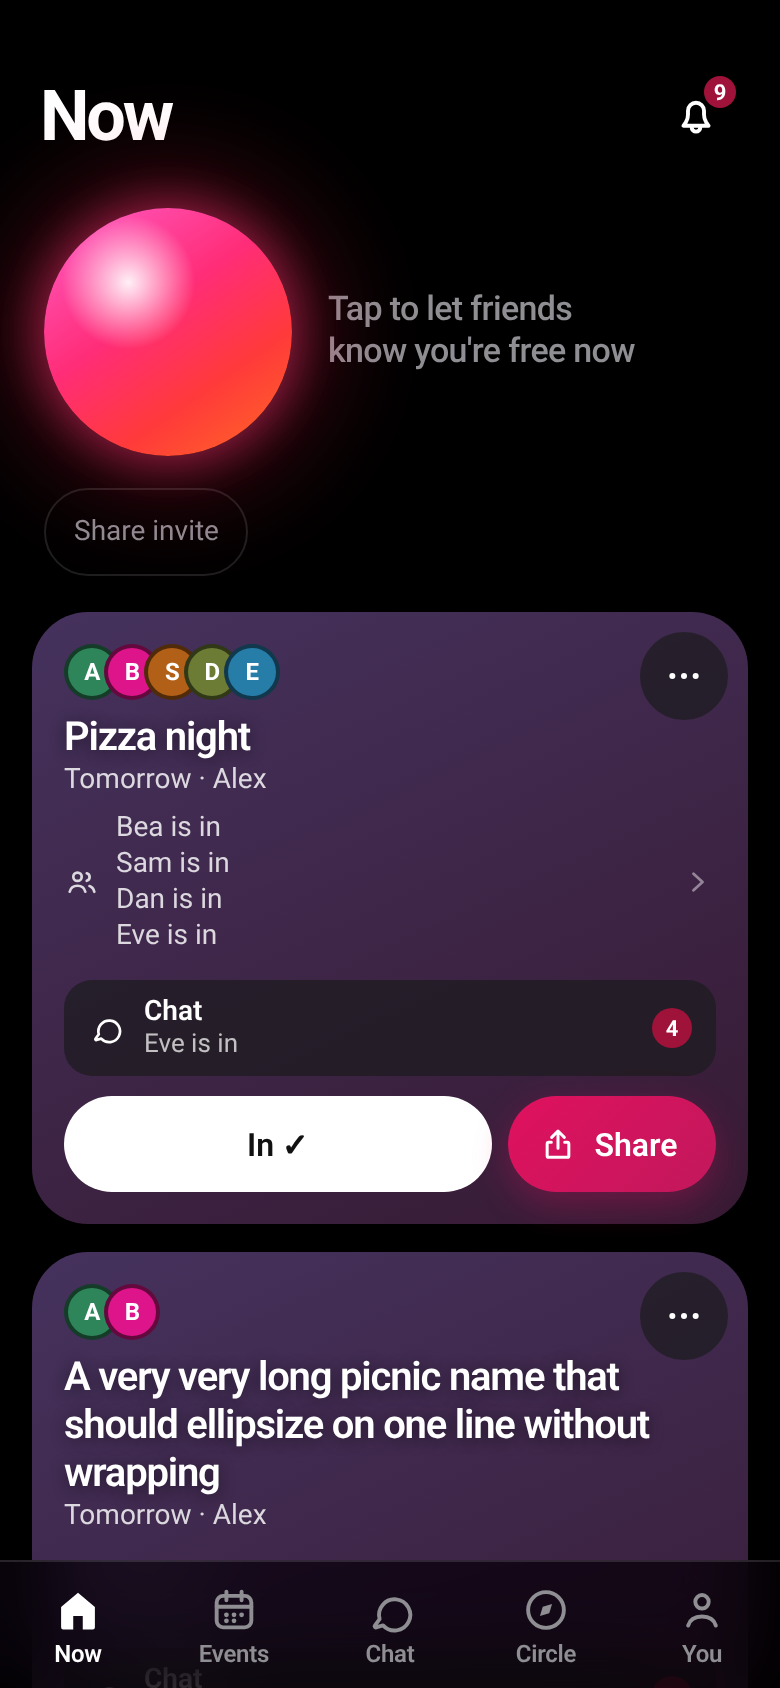 Now
9
Tap to let friends
know you're free now
Share invite
A B S D E
Pizza night
Tomorrow · Alex
Bea is in
Sam is in
Dan is in
Eve is in
Chat
Eve is in
4
In ✓
Share
A B
A very very long picnic name that
should ellipsize on one line without
wrapping
Tomorrow · Alex
Now
Events
Chat
Circle
You
Chat